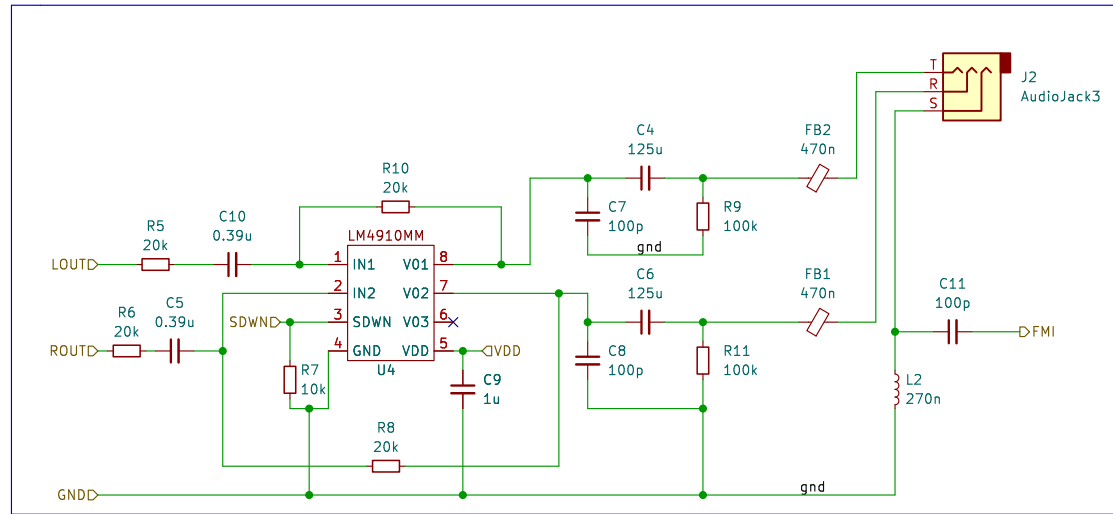 T
R
S
J2
AudioJack3
C4
125u
FB2
470n
R10
20k
C7
100p
R9
100k
gnd
C10
0.39u
R5
20k
LM4910MM
LOUT
1
IN1
VO1
8
2
IN2
VO2
7
SDWN
3
SDWN
VO3
6
4
GND
VDD
5
VDD
U4
C6
125u
FB1
470n
C5
0.39u
R6
20k
ROUT
R7
10k
C9
1u
C8
100p
R11
100k
C11
100p
FMI
L2
270n
R8
20k
GND
gnd